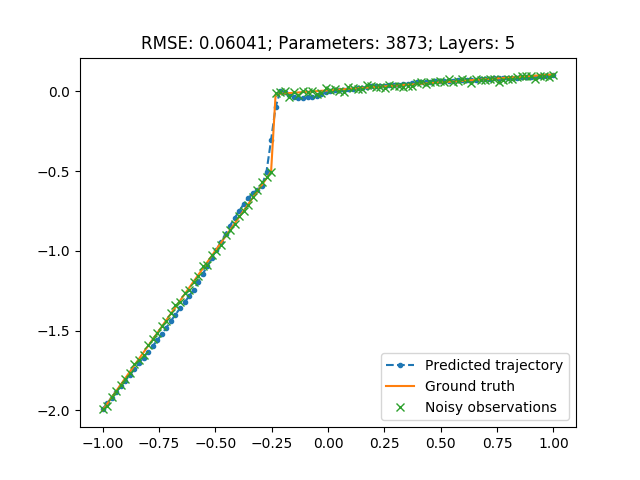 RMSE: 0.06041; Parameters: 3873; Layers: 5
0.0
−0.5
−1.0
−1.5
−2.0
Predicted trajectory
Ground truth
Noisy observations
−1.00 −0.75 −0.50 −0.25 0.00 0.25 0.50 0.75 1.00